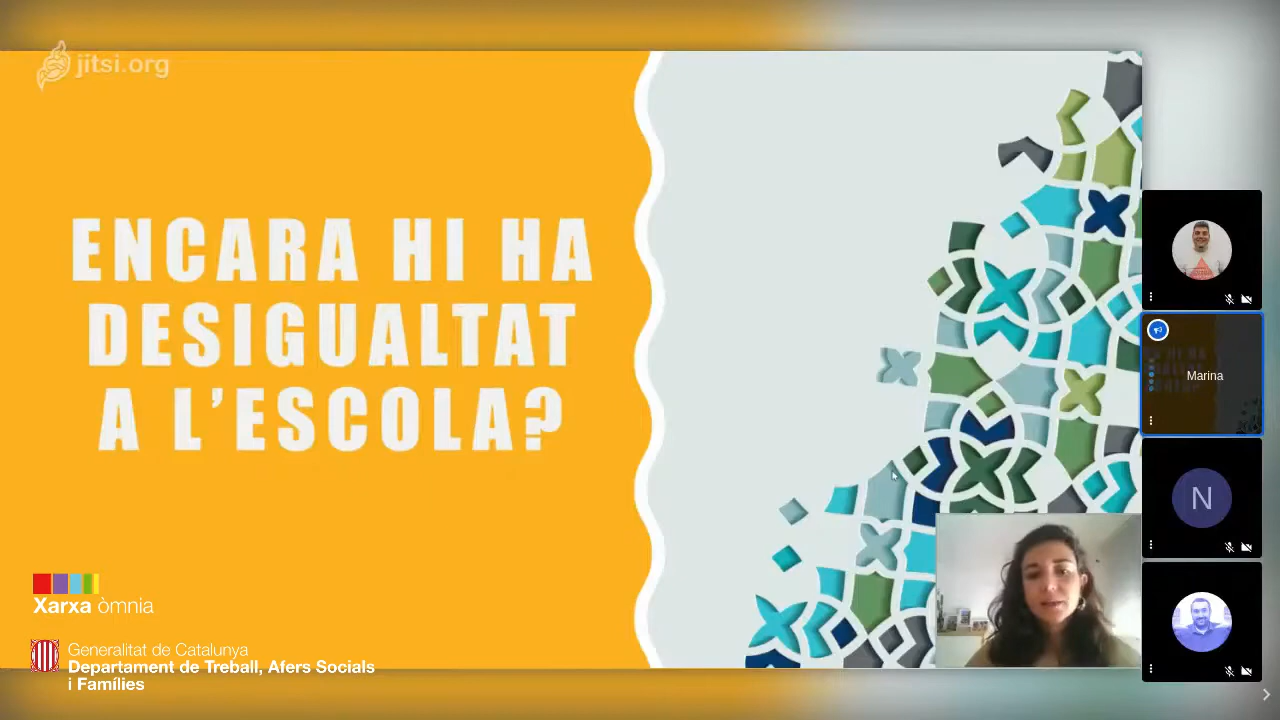 jitsi.org
ENCARA HI HA
DESIGUALTAT
A L'ESCOLA?
Marina
N
Xarxa òmnia
Generalitat de Catalunya
Departament de Treball, Afers Socials
i Famílies